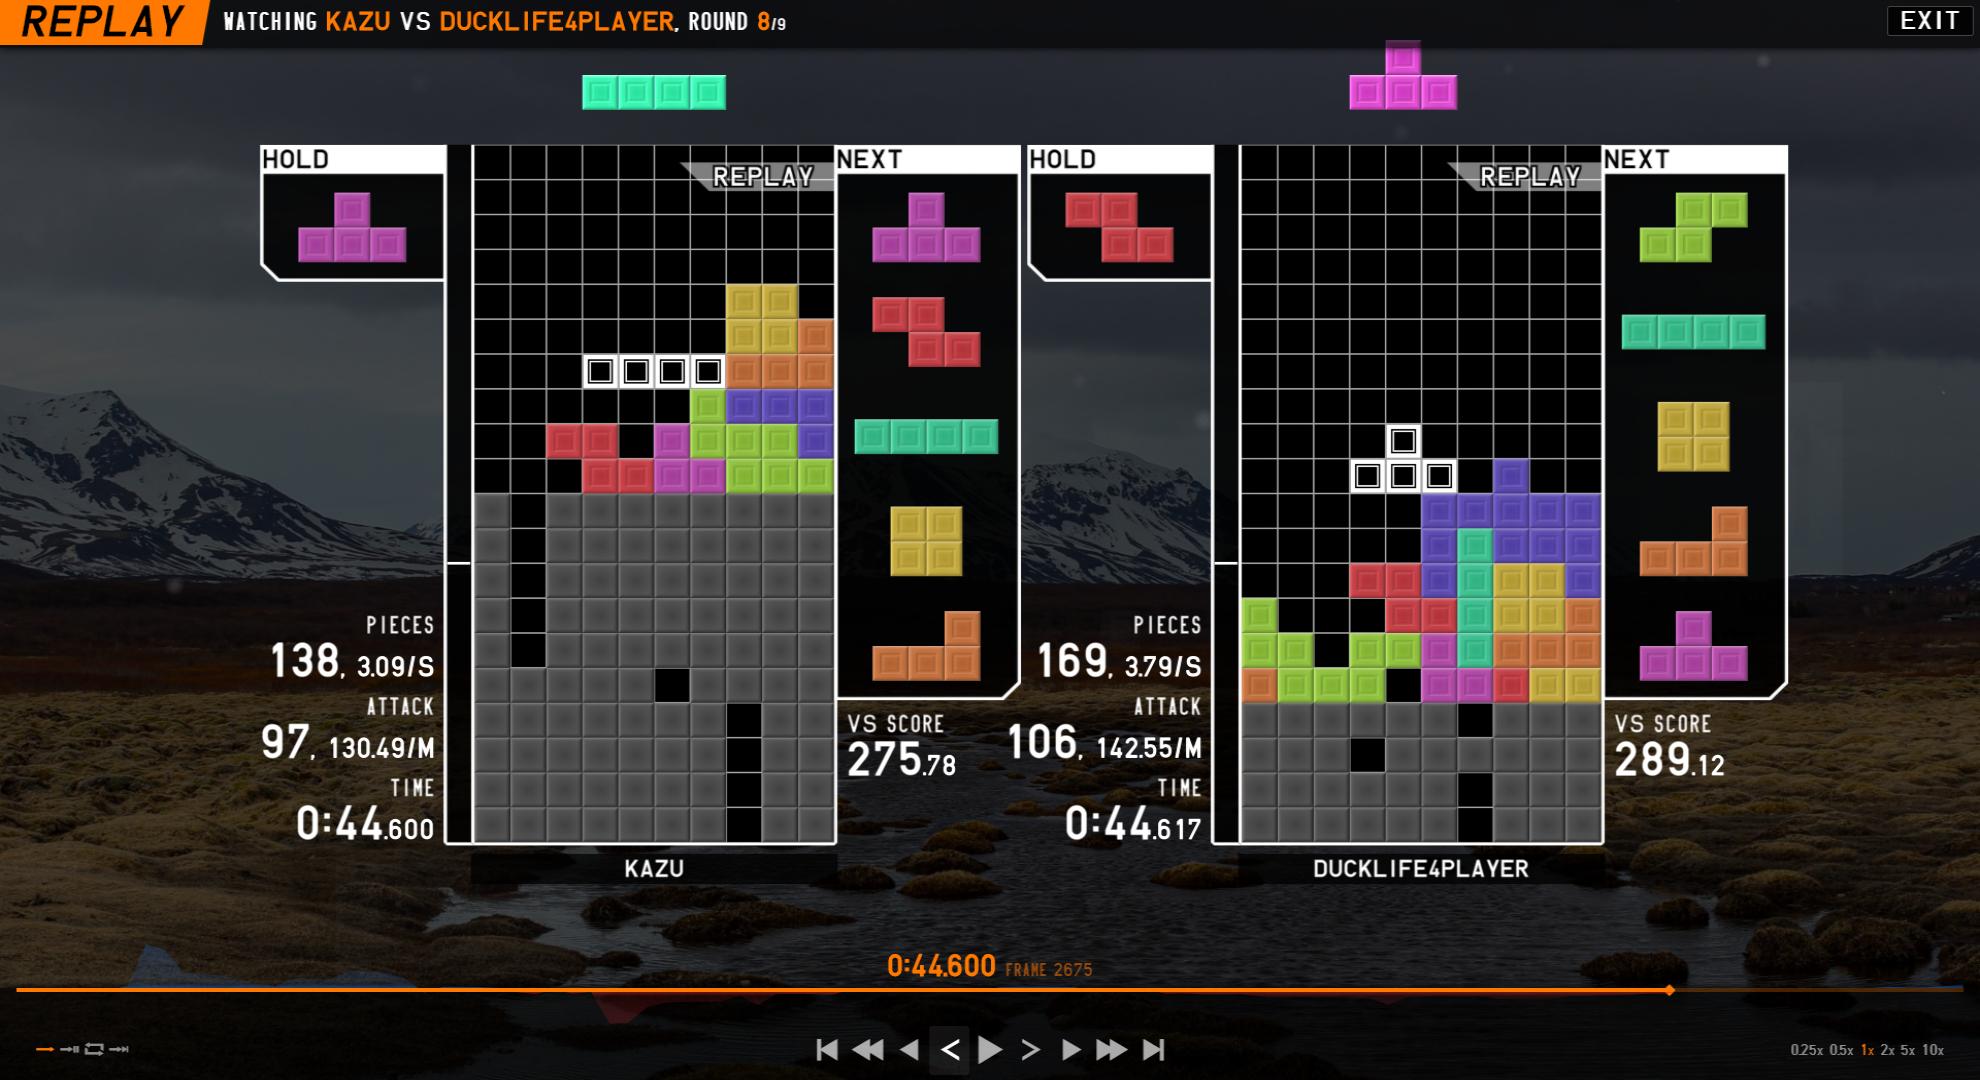 REPLAY WATCHING KAZU VS DUCKLIFE4PLAYER, ROUND 8/9 EXIT
HOLD
REPLAY
NEXT
PIECES
138, 3.09/S
ATTACK
97, 130.49/M
TIME
0:44.600
VS SCORE
275.78
KAZU
HOLD
REPLAY
NEXT
PIECES
169, 3.79/S
ATTACK
106, 142.55/M
TIME
0:44.617
VS SCORE
289.12
DUCKLIFE4PLAYER
0:44.600 FRAME 2675
0.25x 0.5x 1x 2x 5x 10x